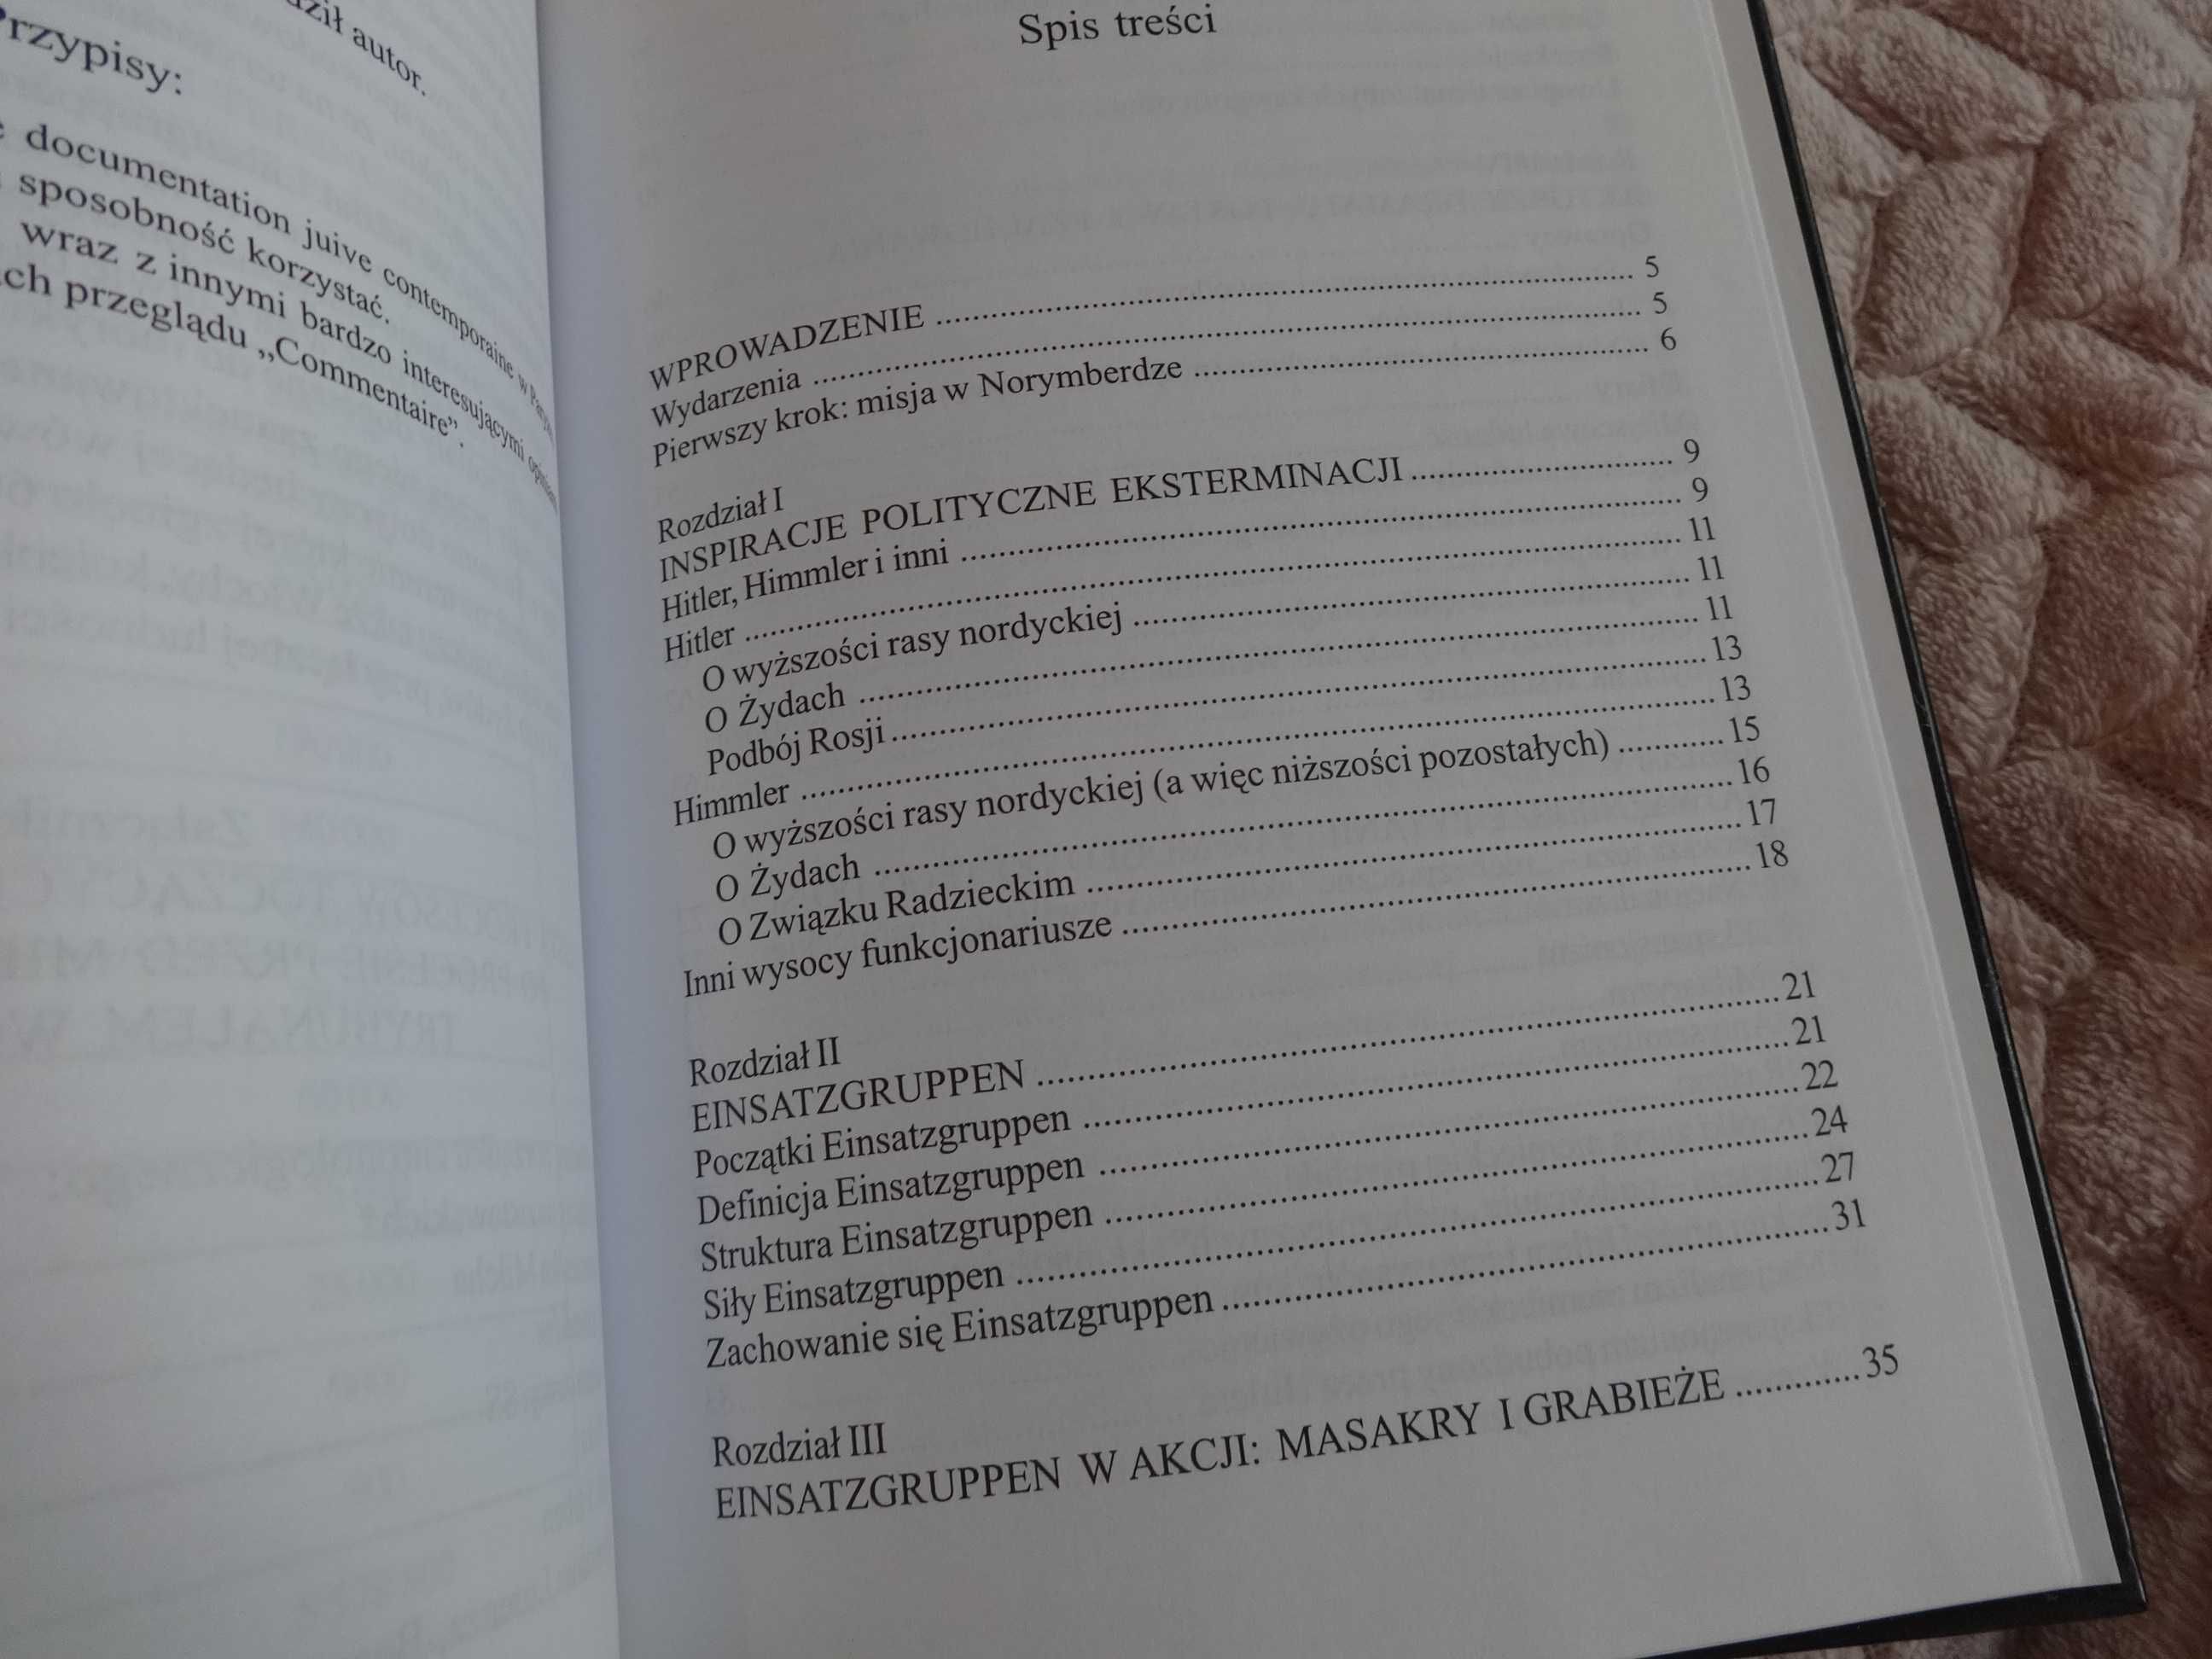 ził autor.
Przypisy:
documentation juive contemporaine w
sposobność korzystać.
wraz z innymi bardzo interesującymi
ch przeglądu „Commentaire”.
Spis treści
WPROWADZENIE ........ 5
Wydarzenia ........ 5
Pierwszy krok: misja w Norymberdze ........ 6
Rozdział I
INSPIRACJE POLITYCZNE EKSTERMINACJI ........ 9
Hitler, Himmler i inni ........ 9
Hitler ........ 11
O wyższości rasy nordyckiej ........ 11
O Żydach ........ 11
Podbój Rosji ........ 13
Himmler ........ 13
O wyższości rasy nordyckiej (a więc niższości pozostałych) ........ 15
O Żydach ........ 16
O Związku Radzieckim ........ 17
Inni wysocy funkcjonariusze ........ 18
Rozdział II
EINSATZGRUPPEN ........ 21
Początki Einsatzgruppen ........ 21
Definicja Einsatzgruppen ........ 22
Struktura Einsatzgruppen ........ 24
Siły Einsatzgruppen ........ 27
Zachowanie się Einsatzgruppen ........ 31
Rozdział III
EINSATZGRUPPEN W AKCJI: MASAKRY I GRABIEŻE ........ 35